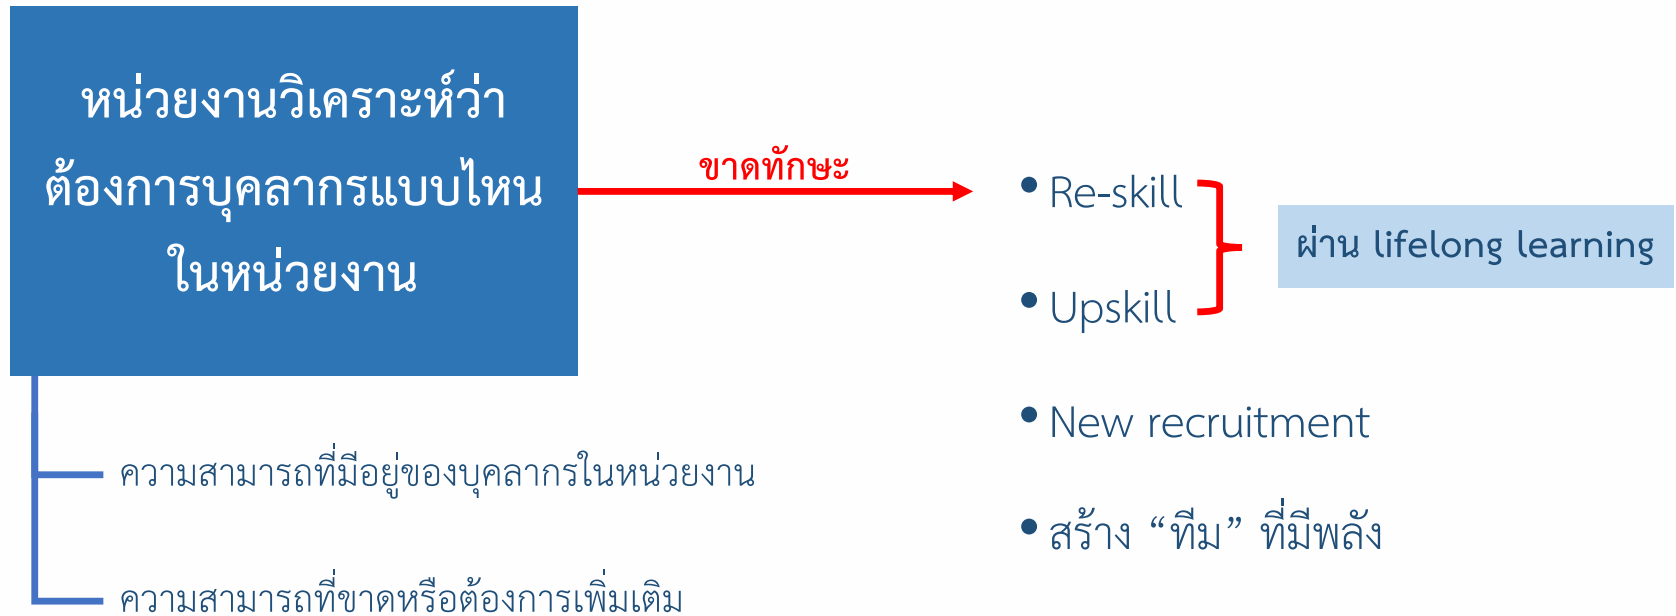 หน่วยงานวิเคราะห์ว่า
ต้องการบุคลากรแบบไหน
ในหน่วยงาน
ขาดทักษะ
• Re-skill
• Upskill
ผ่าน lifelong learning
• New recruitment
• สร้าง “ทีม” ที่มีพลัง
ความสามารถที่มีอยู่ของบุคลากรในหน่วยงาน
ความสามารถที่ขาดหรือต้องการเพิ่มเติม